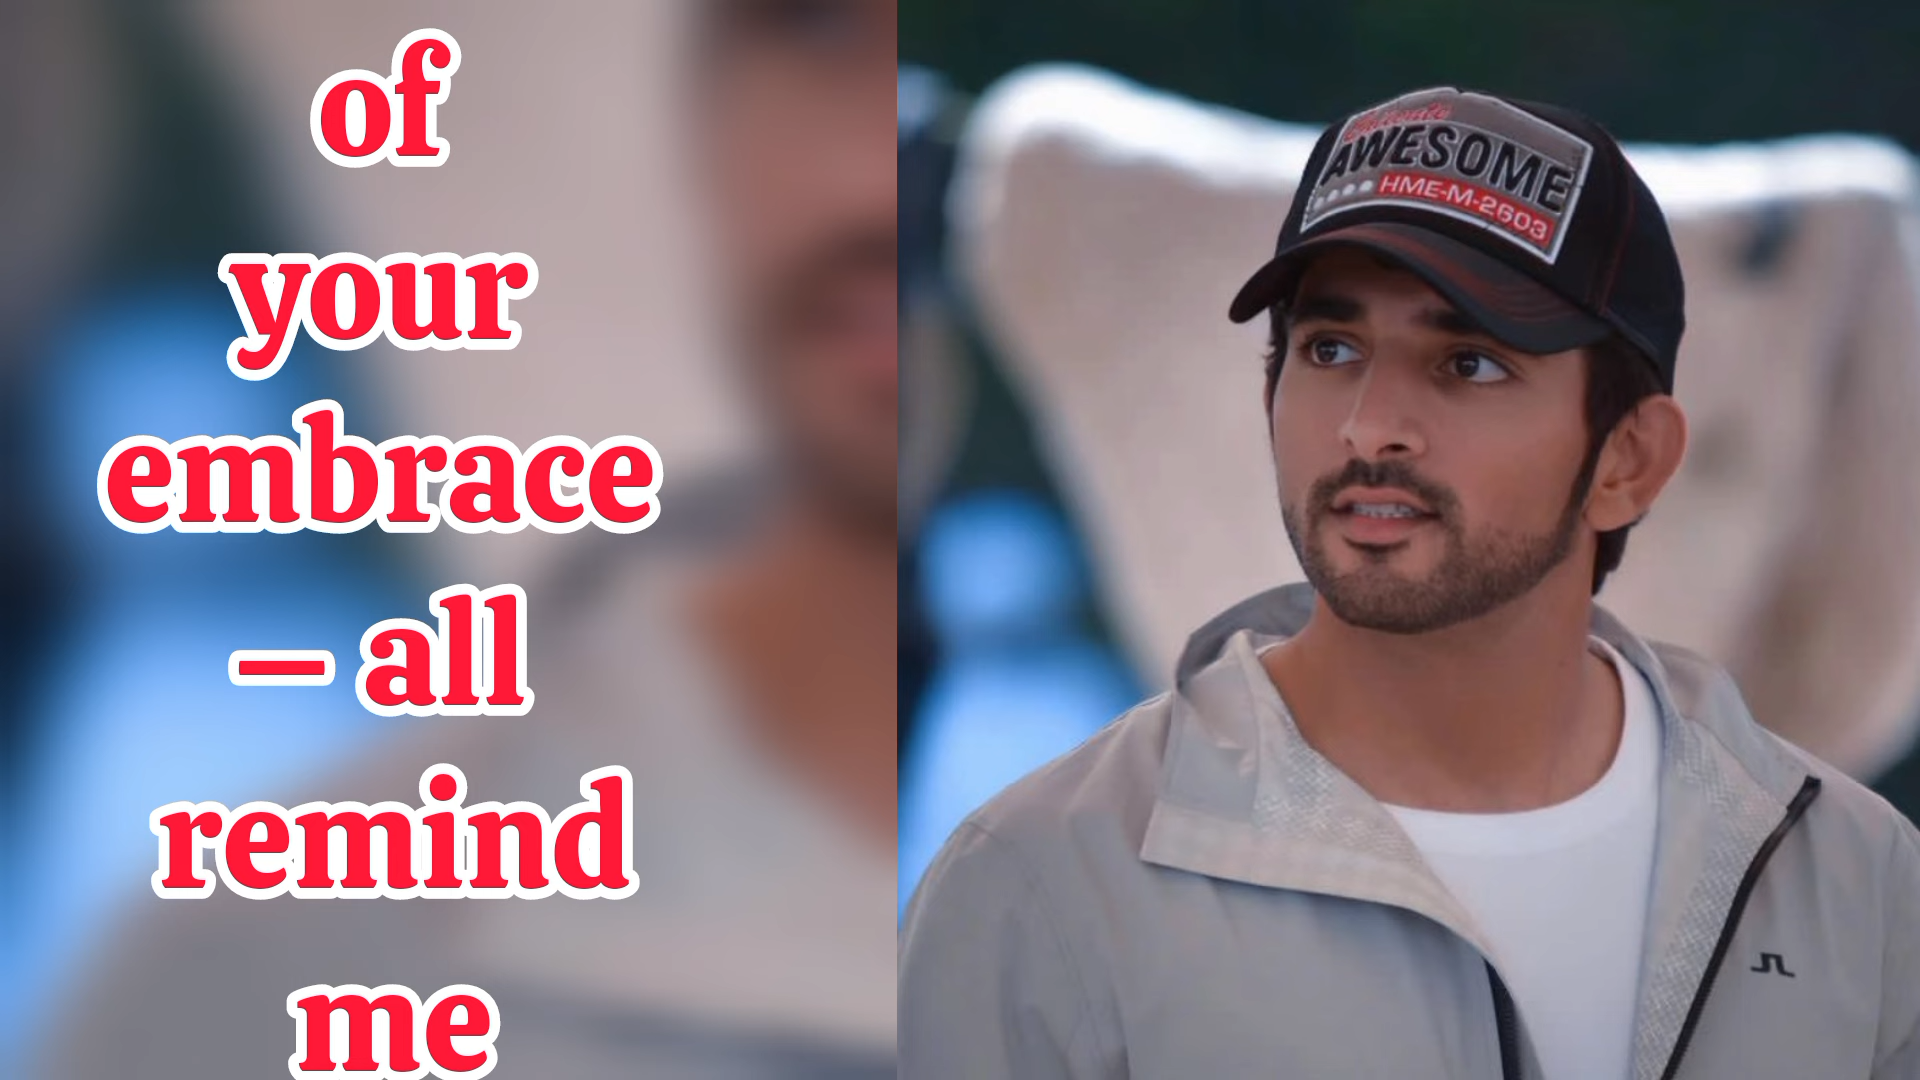 of
your
embrace
– all
remind
me
AWESOME
HME-M-2603